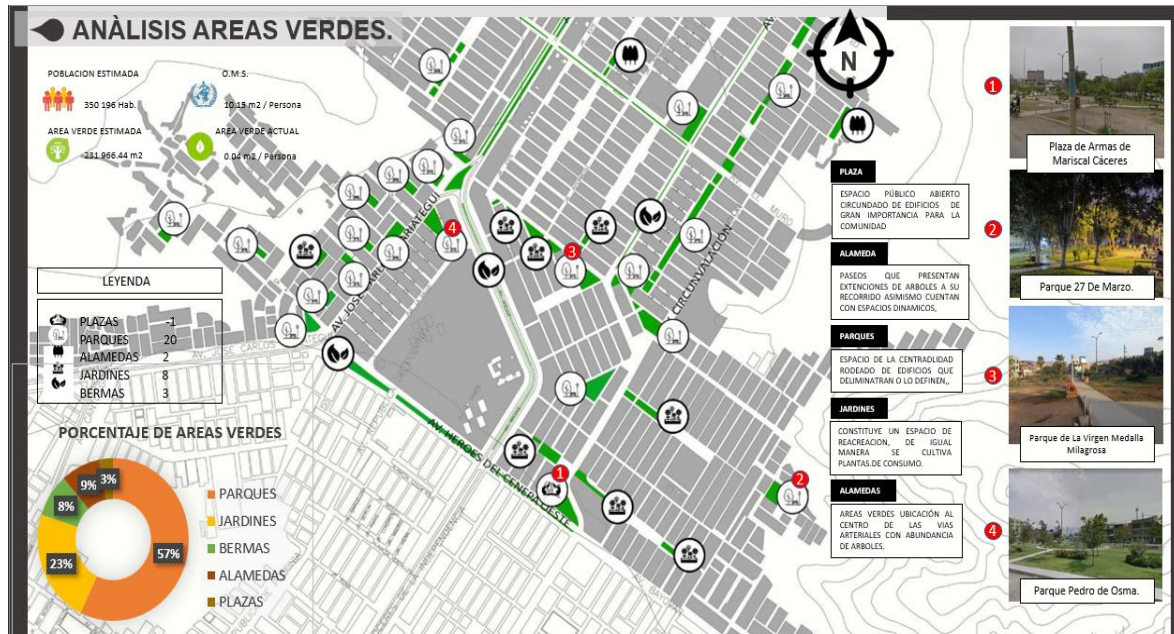 ANÀLISIS AREAS VERDES.
POBLACION ESTIMADA
350 196 Hab.
O.M.S.
10.15 m2 / Persona
AREA VERDE ESTIMADA
231 966.44 m2
AREA VERDE ACTUAL
0.04 m2 / Persona
N
LEYENDA
PLAZAS -1
PARQUES 20
ALAMEDAS 2
JARDINES 8
BERMAS 3
PORCENTAJE DE AREAS VERDES
3%
9%
8%
23%
57%
PARQUES
JARDINES
BERMAS
ALAMEDAS
PLAZAS
CIRCUNVALACIÓN
AV. HEROES DEL CENEPA OESTE
AV. JOSE CARLOS
MURO
1
2
3
4
PLAZA
ESPACIO PÚBLICO ABIERTO
CIRCUNDADO DE EDIFICIOS DE
GRAN IMPORTANCIA PARA LA
COMUNIDAD
ALAMEDA
PASEOS QUE PRESENTAN
EXTENCIONES DE ARBOLES A SU
RECORRIDO ASIMISMO CUENTAN
CON ESPACIOS DINAMICOS,
PARQUES
ESPACIO DE LA CENTRADLIDAD
RODEADO DE EDIFICIOS QUE
DELIMINATRAN O LO DEFINEN,,
JARDINES
CONSTITUYE UN ESPACIO DE
REACREACION, DE IGUAL
MANERA SE CULTIVA
PLANTAS.DE CONSUMO.
ALAMEDAS
AREAS VERDES UBICACIÓN AL
CENTRO DE LAS VIAS
ARTERIALES CON ABUNDANCIA
DE ARBOLES.
1
Plaza de Armas de
Mariscal Cáceres
2
Parque 27 De Marzo.
3
Parque de La Virgen Medalla
Milagrosa
4
Parque Pedro de Osma.